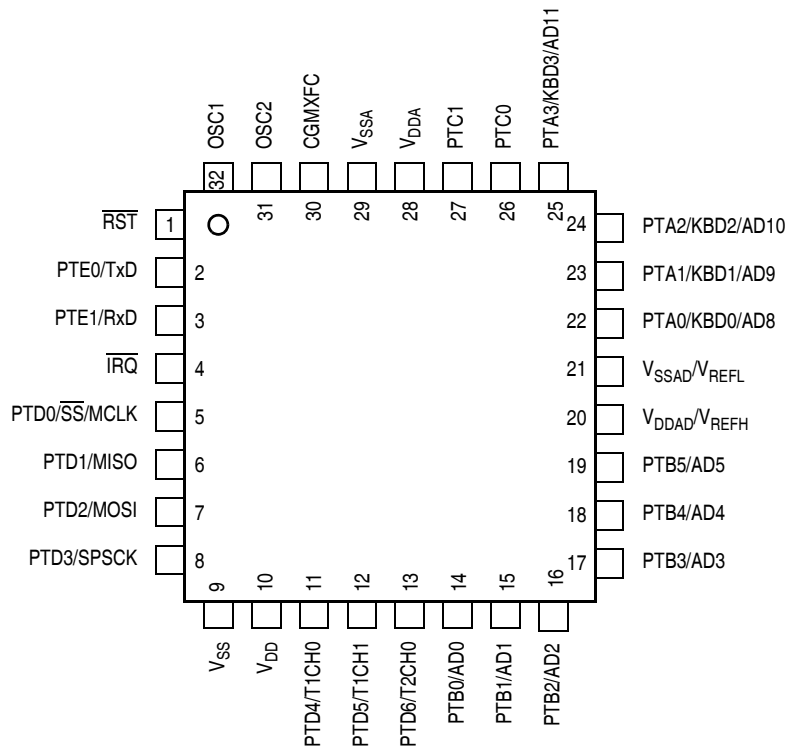 OSC1
OSC2
CGMXFC
VSSA
VDDA
PTC1
PTC0
PTA3/KBD3/AD11
32
31
30
29
28
27
26
25
RST
1
PTE0/TxD
2
PTE1/RxD
3
IRQ
4
PTD0/SS/MCLK
5
PTD1/MISO
6
PTD2/MOSI
7
PTD3/SPSCK
8
24
PTA2/KBD2/AD10
23
PTA1/KBD1/AD9
22
PTA0/KBD0/AD8
21
VSSAD/VREFL
20
VDDAD/VREFH
19
PTB5/AD5
18
PTB4/AD4
17
PTB3/AD3
9
10
11
12
13
14
15
16
VSS
VDD
PTD4/T1CH0
PTD5/T1CH1
PTD6/T2CH0
PTB0/AD0
PTB1/AD1
PTB2/AD2